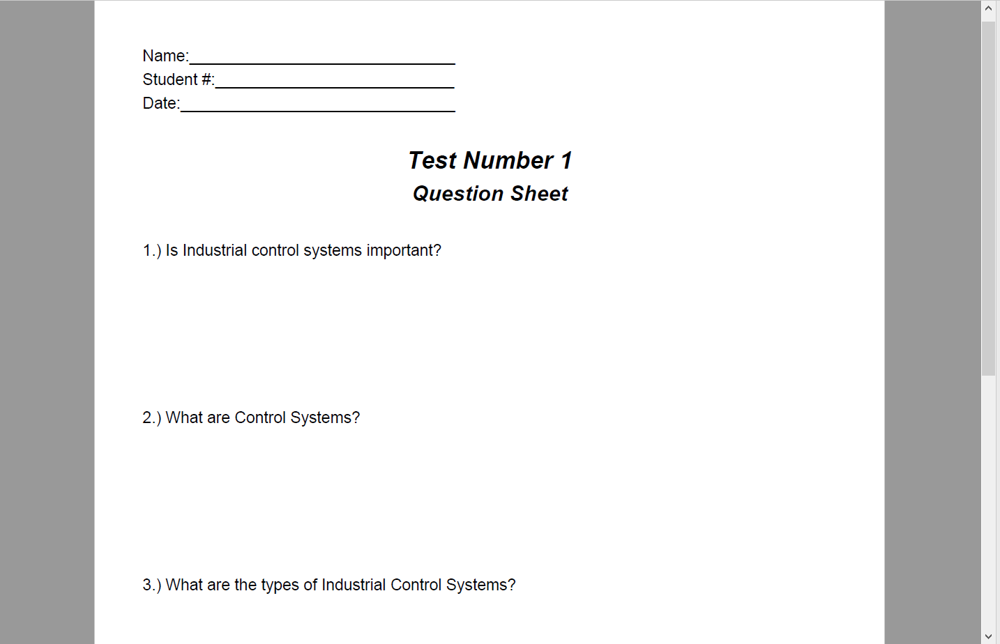 Name:______________________________
Student #:___________________________
Date:_______________________________
Test Number 1
Question Sheet
1.) Is Industrial control systems important?
2.) What are Control Systems?
3.) What are the types of Industrial Control Systems?